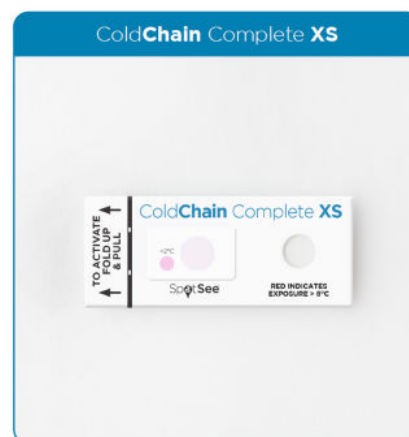 ColdChain Complete XS
TO ACTIVATE
FOLD UP
& PULL
ColdChain Complete XS
<2°C
SpotSee
RED INDICATES
EXPOSURE > 8°C